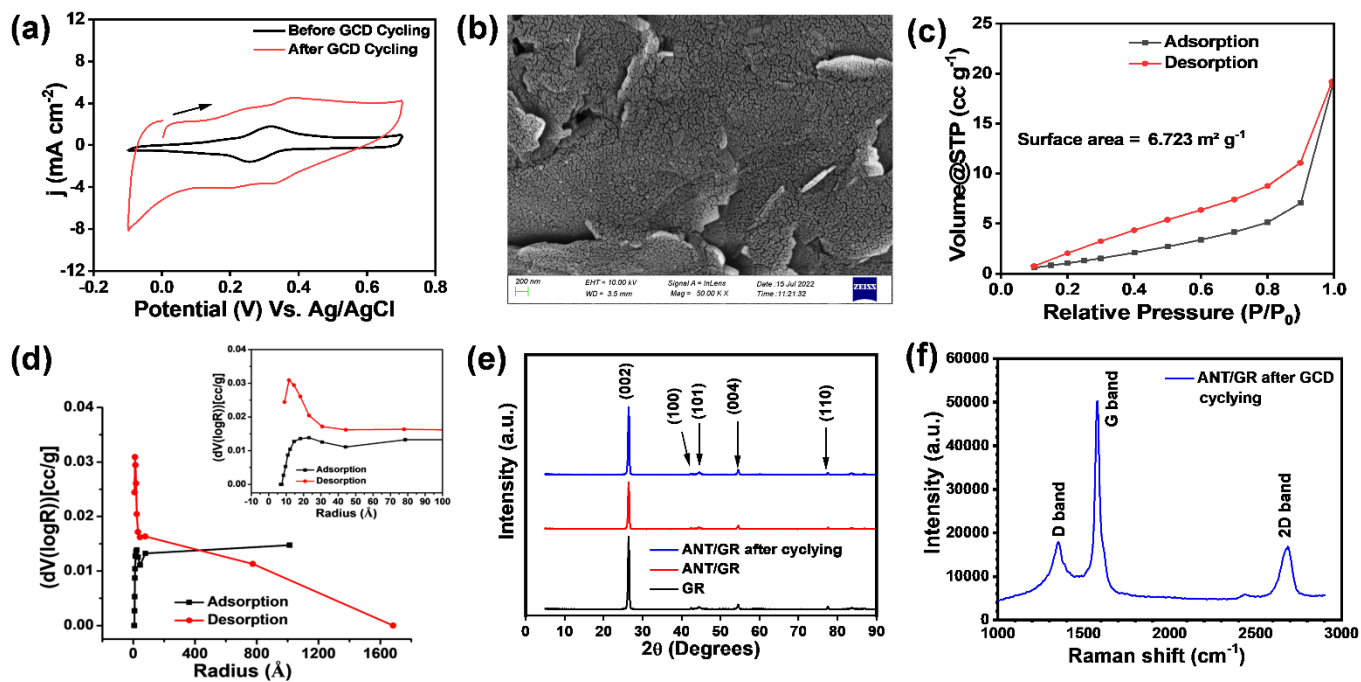 (a)
Before GCD Cycling
After GCD Cycling
12
8
4
0
-4
-8
-12
j (mA cm-2)
0.0 0.2 0.4 0.6 0.8
Potential (V) Vs. Ag/AgCl
(b)
200 nm
EHT = 10.00 kV
WD = 3.5 mm
Signal A = InLens
Mag = 50.00 K X
Date :15 Jul 2022
Time :11:21:32
ZEISS
(c)
Adsorption
Desorption
25
20
15
10
5
0
Volume@STP (cc g-1)
Surface area = 6.723 m² g-1
0.0 0.2 0.4 0.6 0.8 1.0
Relative Pressure (P/P0)
(d)
0.04
0.03
0.02
0.01
0.00
(dV(logR))[cc/g]
Adsorption
Desorption
0 400 800 1200 1600
Radius (Å)
0.04
0.03
0.02
0.01
0.00
(dV(logR))[cc/g]
Adsorption
Desorption
-10 0 10 20 30 40 50 60 70 80 90 100
Radius (Å)
(e)
(002)
(100)
(101)
(004)
(110)
Intensity (a.u.)
ANT/GR after cyclying
ANT/GR
GR
0 10 20 30 40 50 60 70 80 90
2θ (Degrees)
(f)
60000
50000
40000
30000
20000
10000
0
Intensity (a.u.)
D band
G band
2D band
ANT/GR after GCD
cyclying
1000 1500 2000 2500 3000
Raman shift (cm-1)